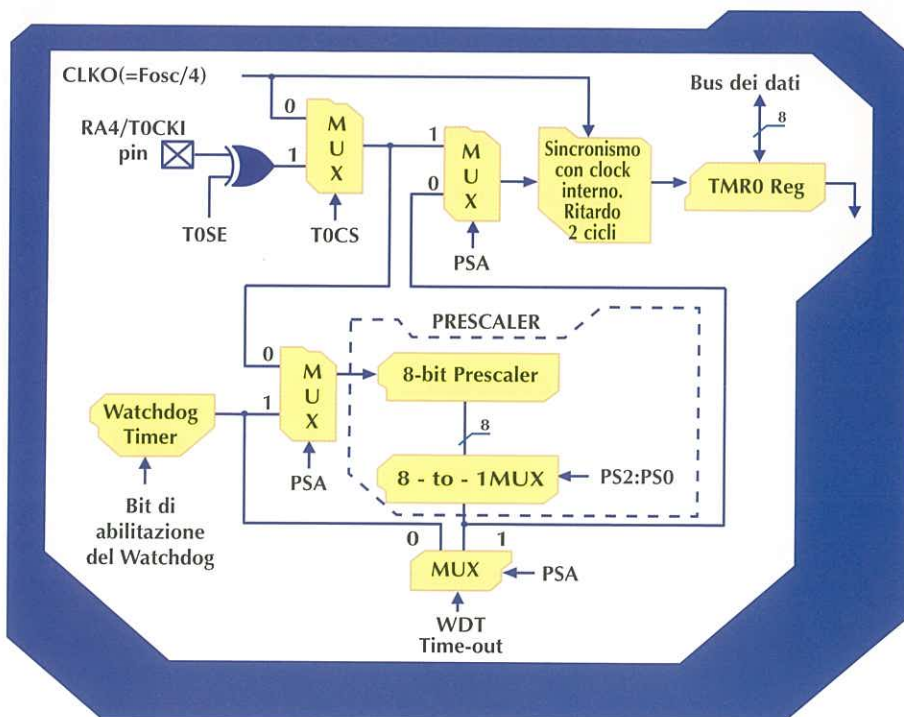 CLKO(=Fosc/4)
Bus dei dati
8
RA4/T0CKI
pin
0
1
M
U
X
1
0
M
U
X
Sincronismo
con clock
interno.
Ritardo
2 cicli
TMR0 Reg
T0SE
T0CS
PSA
PRESCALER
0
1
M
U
X
8-bit Prescaler
Watchdog
Timer
8
PSA
8 - to - 1MUX
PS2:PS0
Bit di
abilitazione
del Watchdog
0
1
MUX
PSA
WDT
Time-out